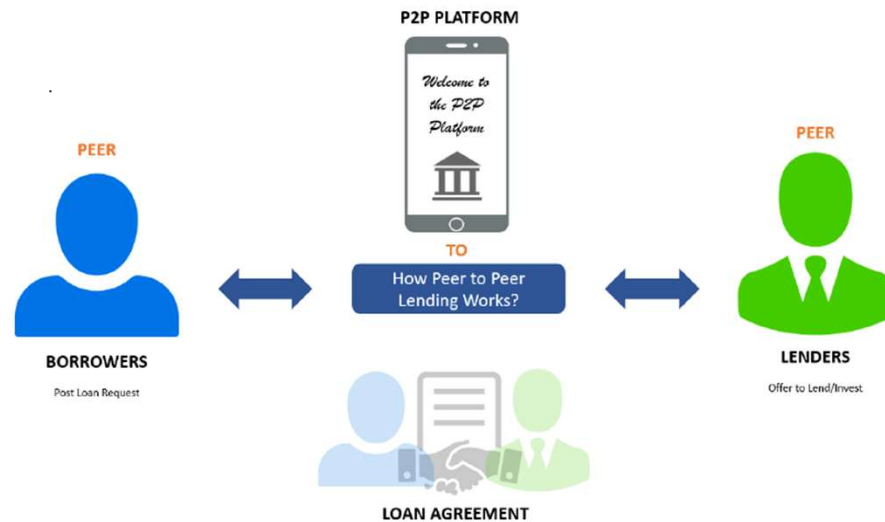 P2P PLATFORM
Welcome to
the P2P
Platform
PEER
PEER
TO
How Peer to Peer
Lending Works?
BORROWERS
Post Loan Request
LENDERS
Offer to Lend/Invest
LOAN AGREEMENT